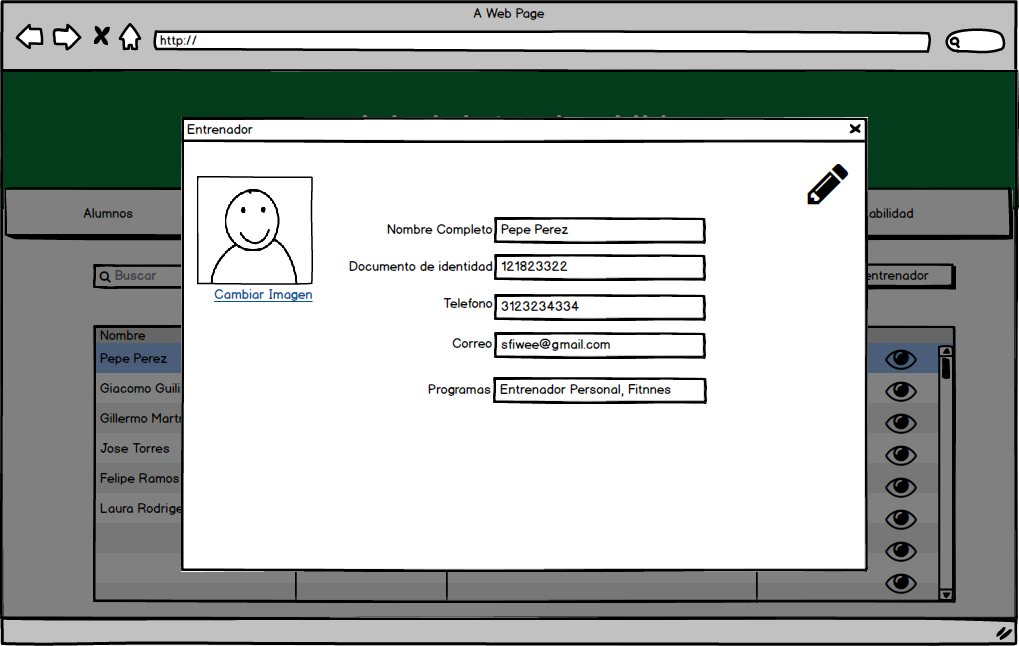 A Web Page
http://
Entrenador
Alumnos
Nombre Completo Pepe Perez
Documento de identidad 121823322
Cambiar Imagen
Telefono 3123234334
Correo sfiwee@gmail.com
Programas Entrenador Personal, Fitnnes
Buscar
entrenador
Nombre
Pepe Perez
Giacomo Guili
Gillermo Mart
Jose Torres
Felipe Ramos
Laura Rodrige